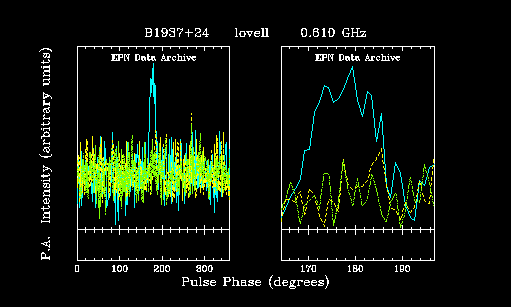 B1937+24 lovell 0.610 GHz
EPN Data Archive EPN Data Archive
P.A. Intensity (arbitrary units)
0 100 200 300 170 180 190
Pulse Phase (degrees)